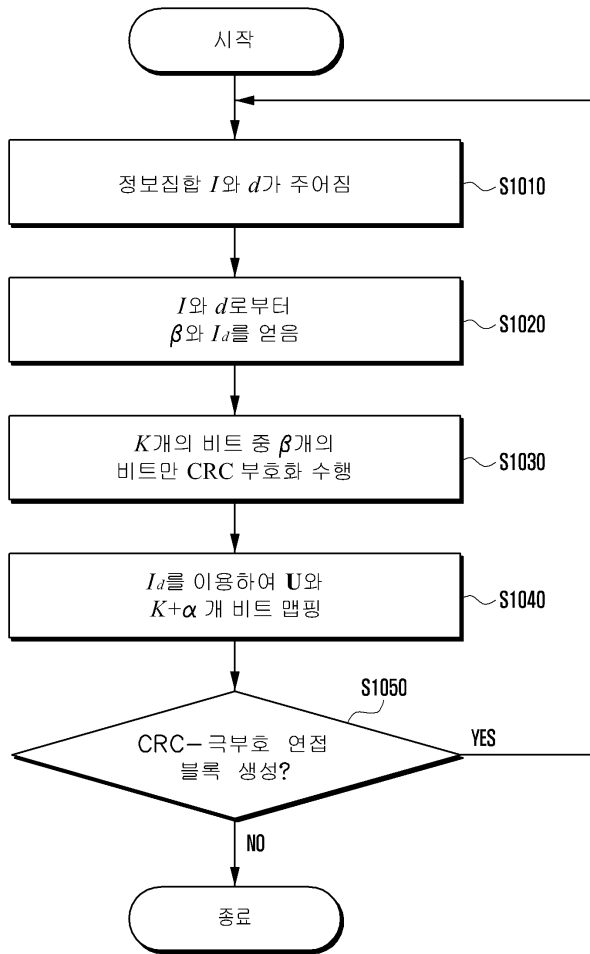 시작
정보집합 I와 d가 주어짐
S1010
I와 d로부터
β와 Id를 얻음
S1020
K개의 비트 중 β개의
비트만 CRC 부호화 수행
S1030
Id를 이용하여 U와
K+α 개 비트 맵핑
S1040
S1050
CRC-극부호 연접
블록 생성?
YES
NO
종료